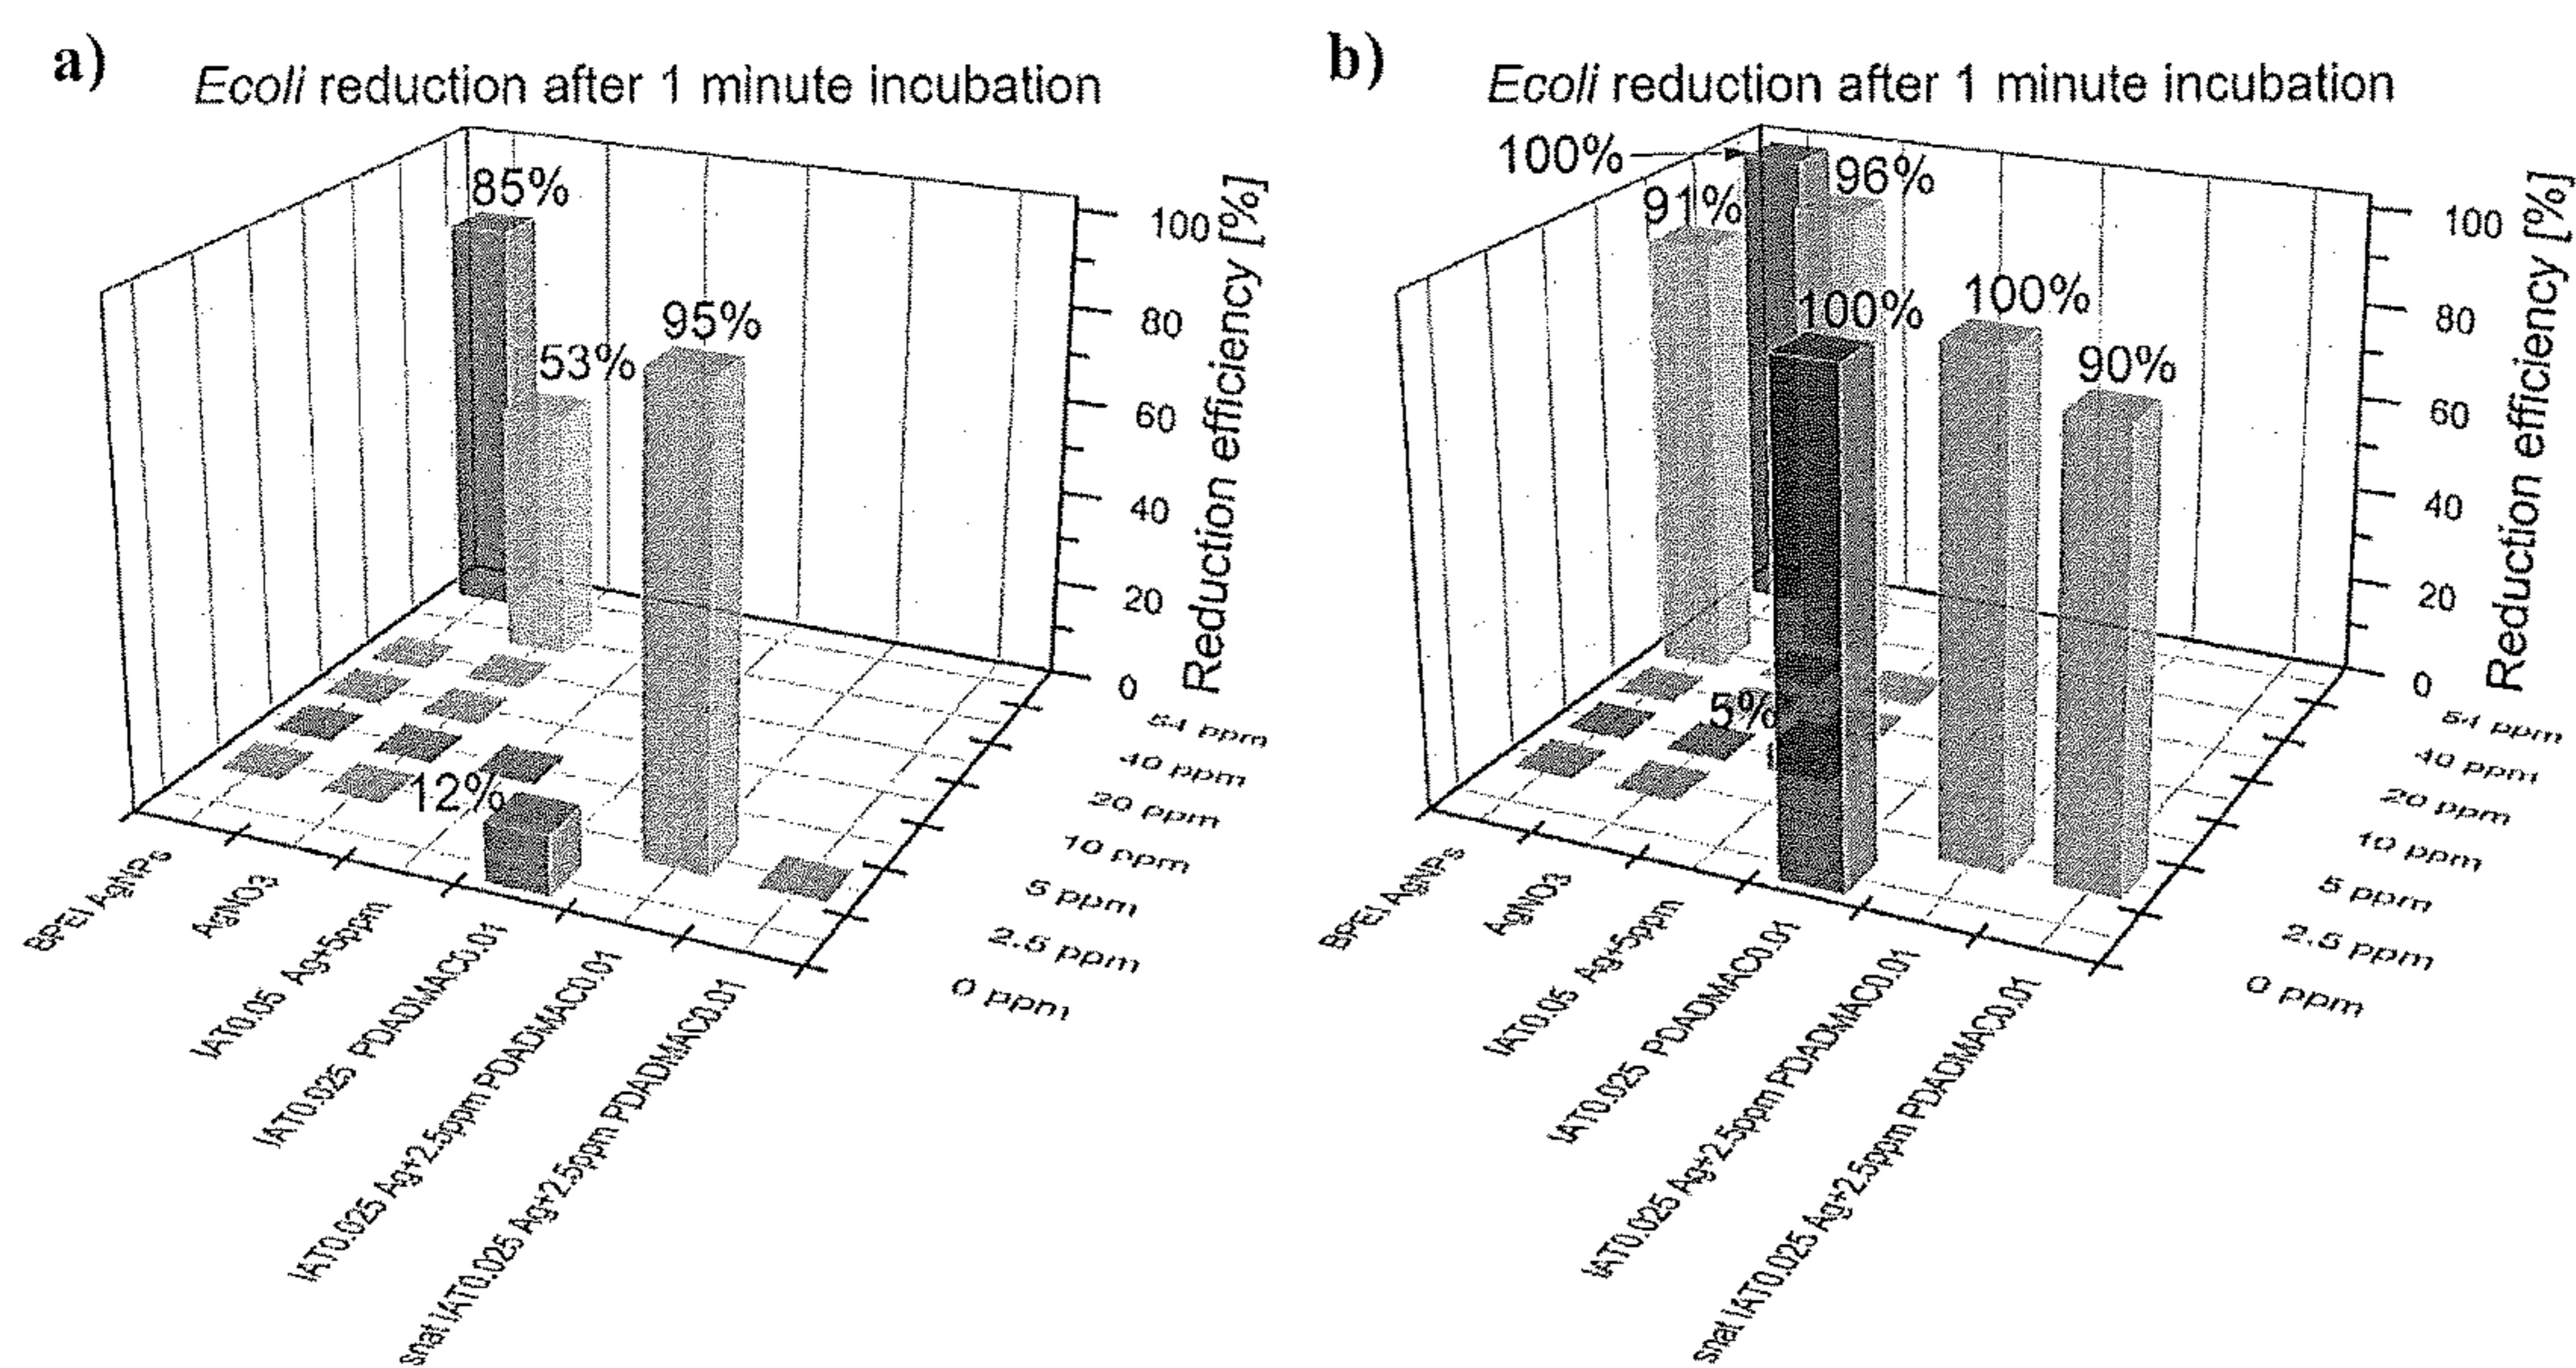 a)
Ecoli reduction after 1 minute incubation
85%
53%
95%
12%
100
80
60
40
20
0
Reduction efficiency [%]
54 ppm
40 ppm
20 ppm
10 ppm
5 ppm
2.5 ppm
0 ppm
BPEI AgNPs
AgNO3
IAT0.05 Ag+5ppm
IAT0.025 PDADMAC0.01
IAT0.025 Ag+2.5ppm PDADMAC0.01
snat IAT0.025 Ag+2.5ppm PDADMAC0.01
b)
Ecoli reduction after 1 minute incubation
100%
91%
96%
100%
100%
90%
5%
100
80
60
40
20
0
Reduction efficiency [%]
54 ppm
40 ppm
20 ppm
10 ppm
5 ppm
2.5 ppm
0 ppm
BPEI AgNPs
AgNO3
IAT0.05 Ag+5ppm
IAT0.025 PDADMAC0.01
IAT0.025 Ag+2.5ppm PDADMAC0.01
snat IAT0.025 Ag+2.5ppm PDADMAC0.01